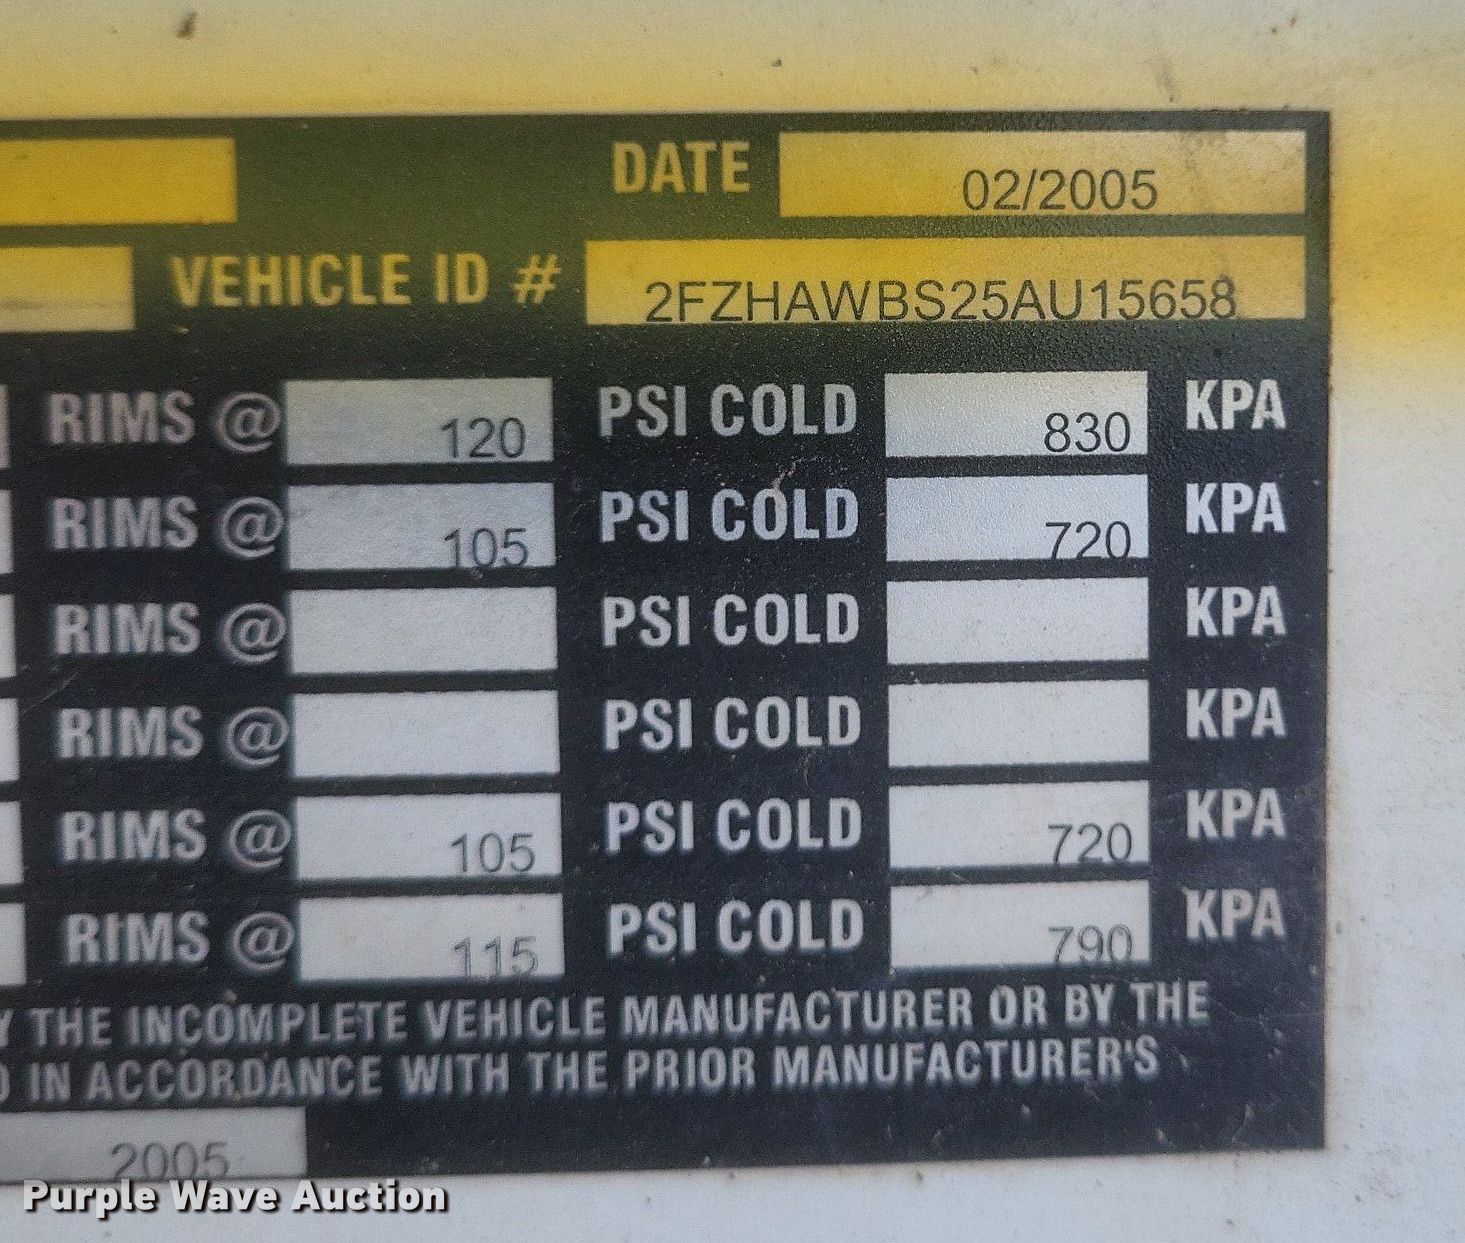 DATE 02/2005
VEHICLE ID # 2FZHAWBS25AU15658
RIMS @ 120 PSI COLD 830 KPA
RIMS @ 105 PSI COLD 720 KPA
RIMS @ PSI COLD KPA
RIMS @ PSI COLD KPA
RIMS @ 105 PSI COLD 720 KPA
RIMS @ 115 PSI COLD 790 KPA
THE INCOMPLETE VEHICLE MANUFACTURER OR BY THE
IN ACCORDANCE WITH THE PRIOR MANUFACTURER'S
2005
Purple Wave Auction